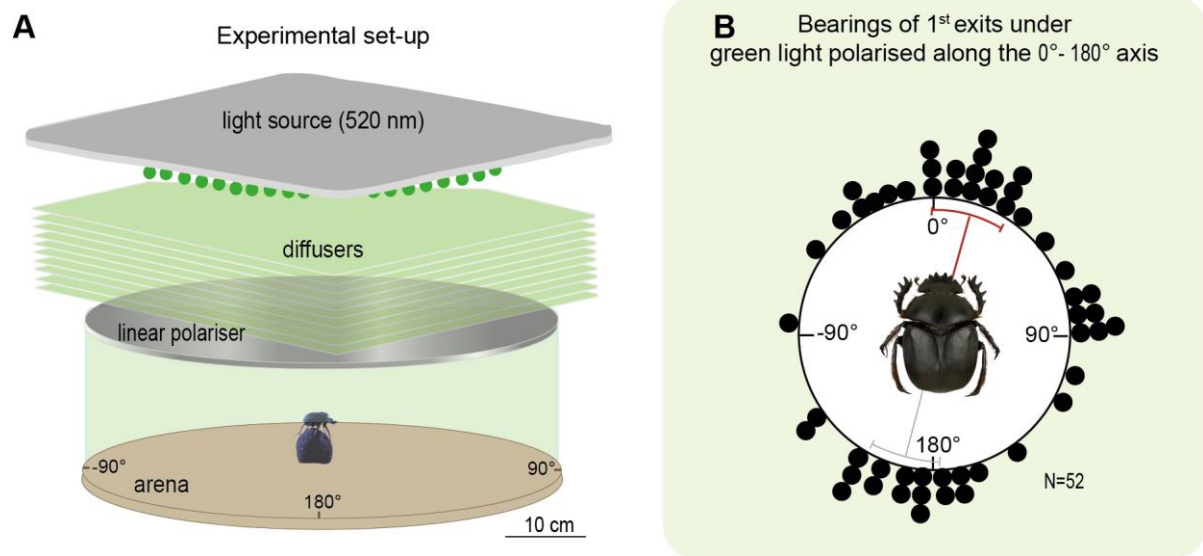 A
Experimental set-up
light source (520 nm)
diffusers
linear polariser
-90°
90°
arena
180°
10 cm
B
Bearings of 1st exits under
green light polarised along the 0°- 180° axis
0°
-90°
90°
180°
N=52